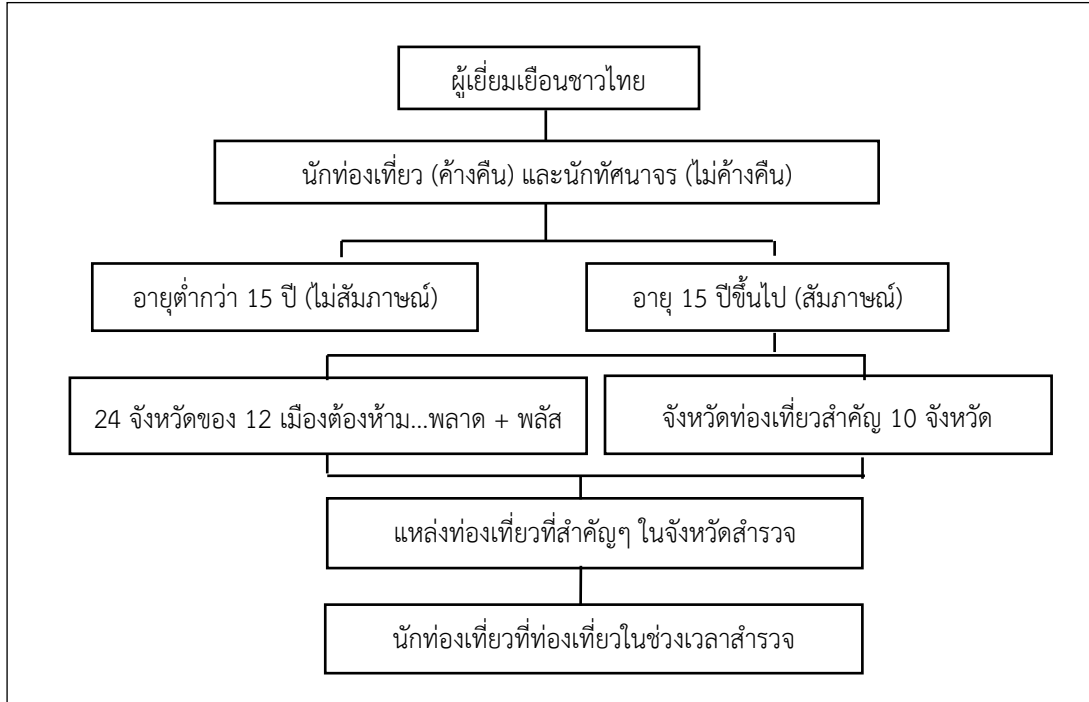 ผู้เยี่ยมเยือนชาวไทย
นักท่องเที่ยว (ค้างคืน) และนักทัศนาจร (ไม่ค้างคืน)
อายุต่ำกว่า 15 ปี (ไม่สัมภาษณ์)
อายุ 15 ปีขึ้นไป (สัมภาษณ์)
24 จังหวัดของ 12 เมืองต้องห้าม...พลาด + พลัส
จังหวัดท่องเที่ยวสำคัญ 10 จังหวัด
แหล่งท่องเที่ยวที่สำคัญๆ ในจังหวัดสำรวจ
นักท่องเที่ยวที่ท่องเที่ยวในช่วงเวลาสำรวจ